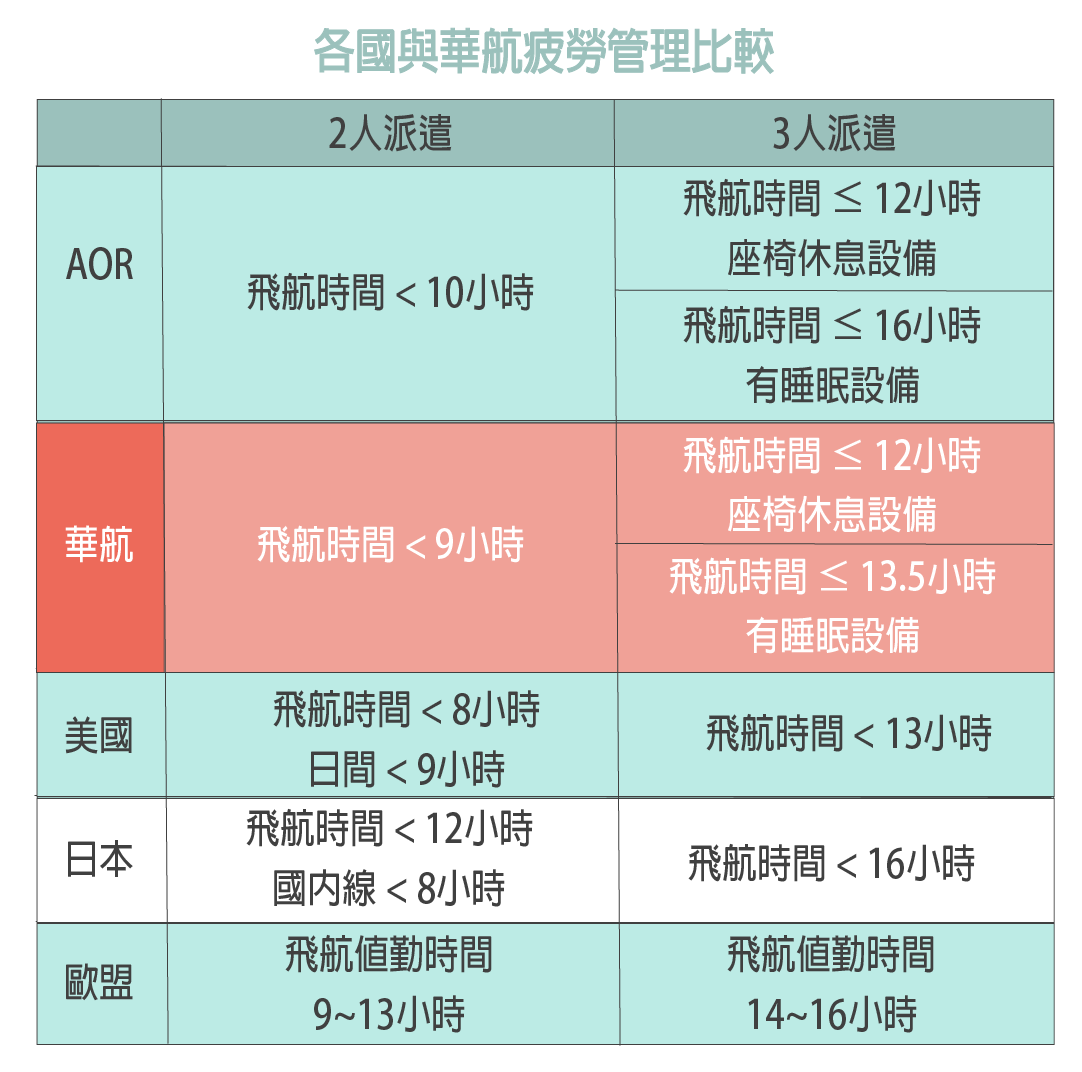 各國與華航疲勞管理比較
2人派遣
3人派遣
AOR
飛航時間 < 10小時
飛航時間 ≤ 12小時
座椅休息設備
飛航時間 ≤ 16小時
有睡眠設備
華航
飛航時間 < 9小時
飛航時間 ≤ 12小時
座椅休息設備
飛航時間 ≤ 13.5小時
有睡眠設備
美國
飛航時間 < 8小時
日間 < 9小時
飛航時間 < 13小時
日本
飛航時間 < 12小時
國內線 < 8小時
飛航時間 < 16小時
歐盟
飛航值勤時間
9~13小時
飛航值勤時間
14~16小時